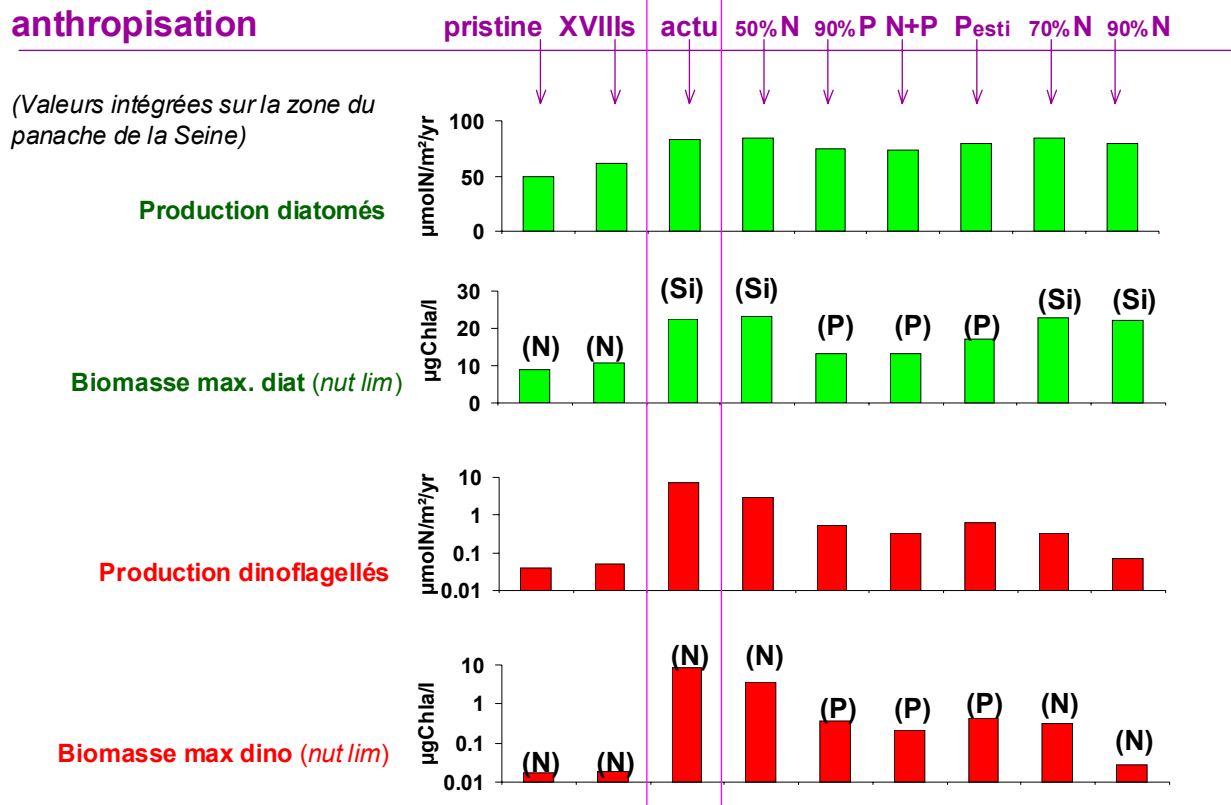 anthropisation
pristine XVIIIs actu 50% N 90% P N+P Pesti 70% N 90% N
(Valeurs intégrées sur la zone du
panache de la Seine)
Production diatomés
µmolN/m²/yr
100
50
0
Biomasse max. diat (nut lim)
µgChla/l
30
20
10
0
(N) (N) (Si) (Si) (P) (P) (P) (Si) (Si)
Production dinoflagellés
µmolN/m²/yr
10
1
0.1
0.01
Biomasse max dino (nut lim)
µgChla/l
10
1
0.1
0.01
(N) (N) (N) (N) (P) (P) (P) (N) (N)